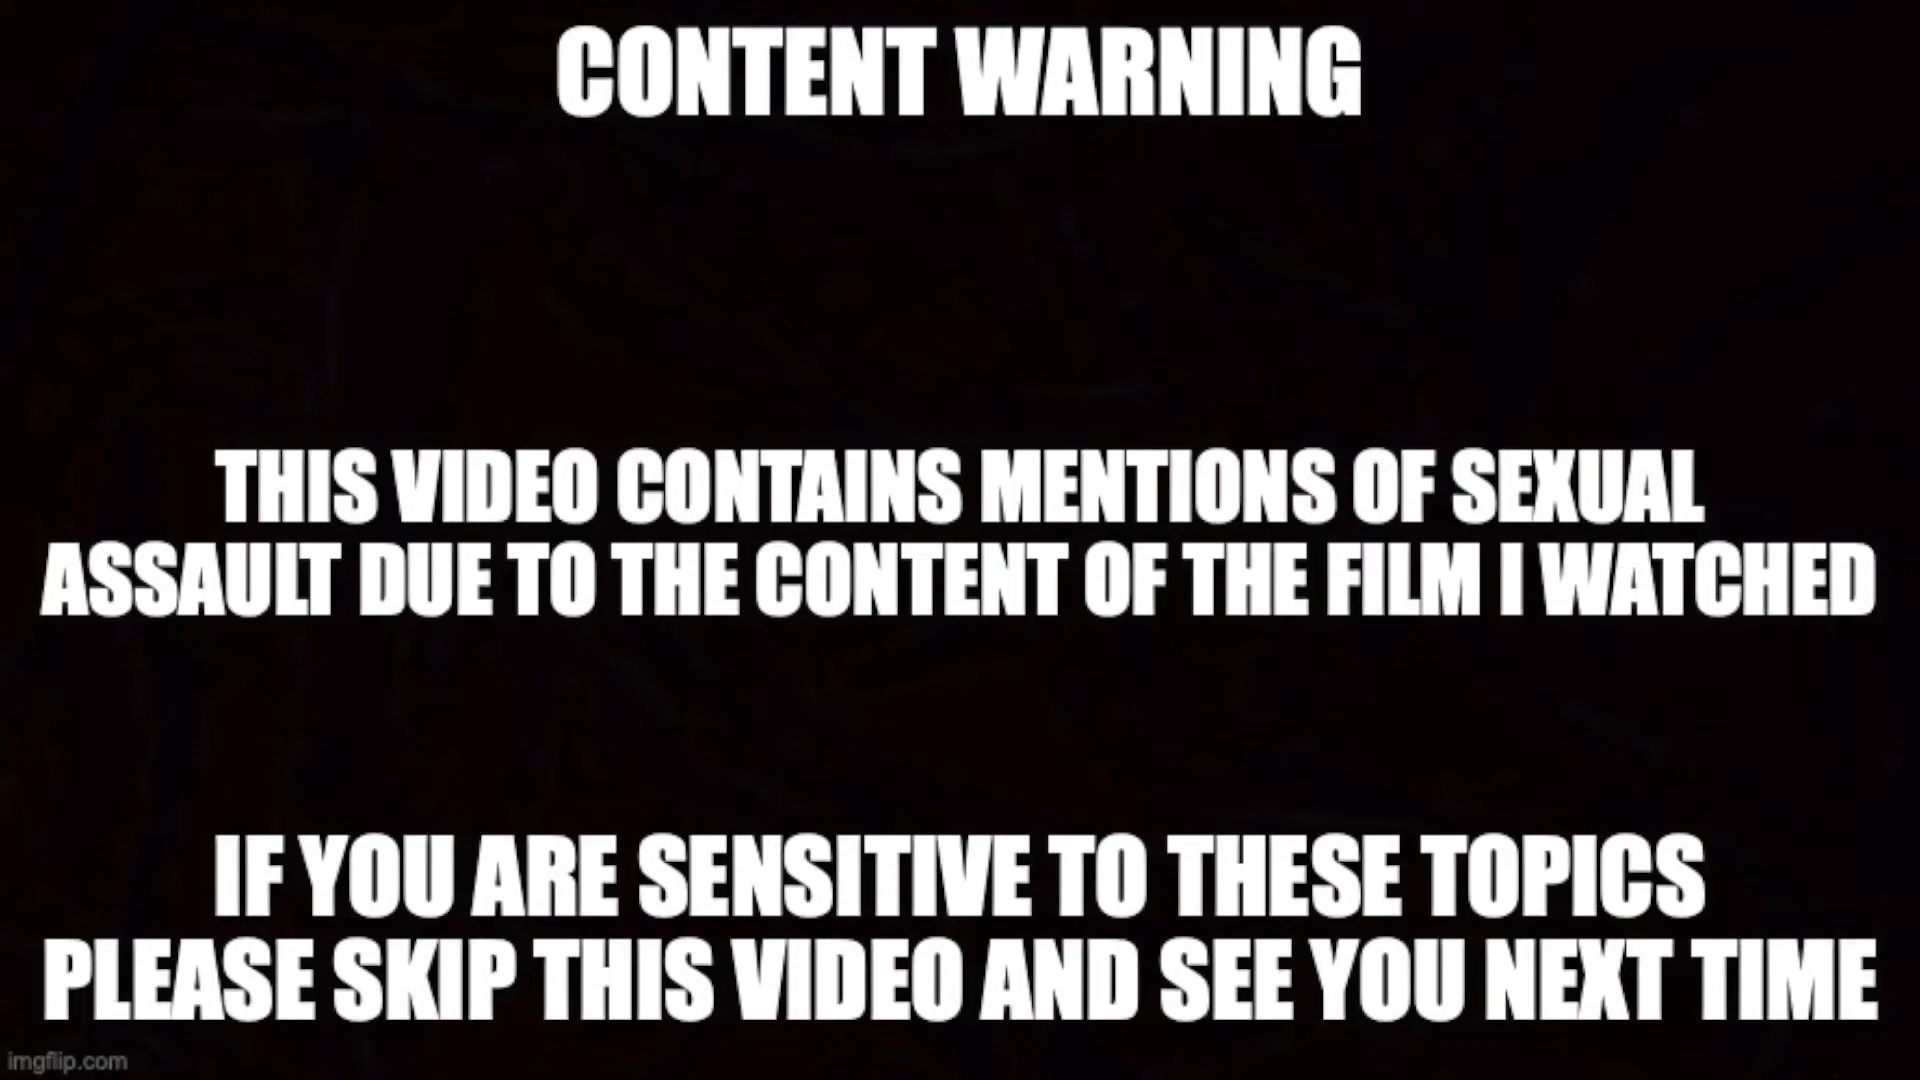 CONTENT WARNING
THIS VIDEO CONTAINS MENTIONS OF SEXUAL
ASSAULT DUE TO THE CONTENT OF THE FILM I WATCHED
IF YOU ARE SENSITIVE TO THESE TOPICS
PLEASE SKIP THIS VIDEO AND SEE YOU NEXT TIME
imgflip.com